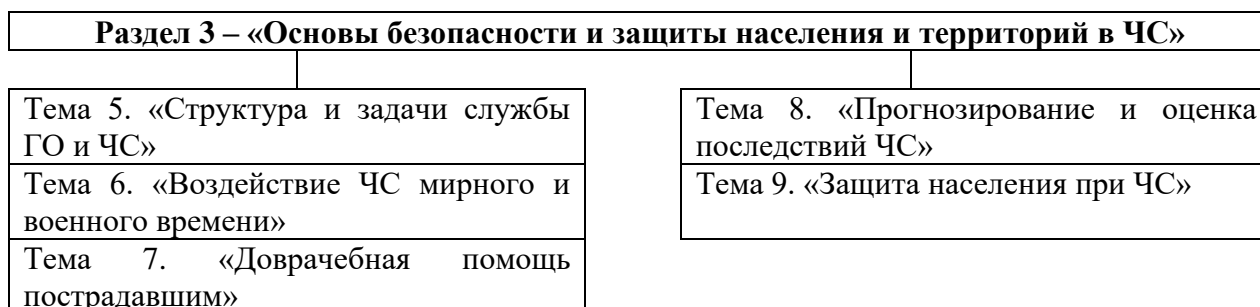 Раздел 3 – «Основы безопасности и защиты населения и территорий в ЧС»
Тема 5. «Структура и задачи службы
ГО и ЧС»
Тема 6. «Воздействие ЧС мирного и
военного времени»
Тема 7. «Доврачебная помощь
пострадавшим»
Тема 8. «Прогнозирование и оценка
последствий ЧС»
Тема 9. «Защита населения при ЧС»